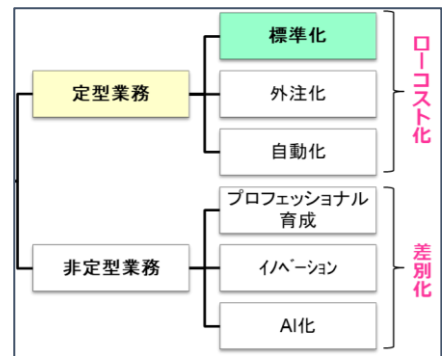 標準化
定型業務
外注化
自動化
ローコスト化
プロフェッショナル
育成
非定型業務
イノベーション
AI化
差別化